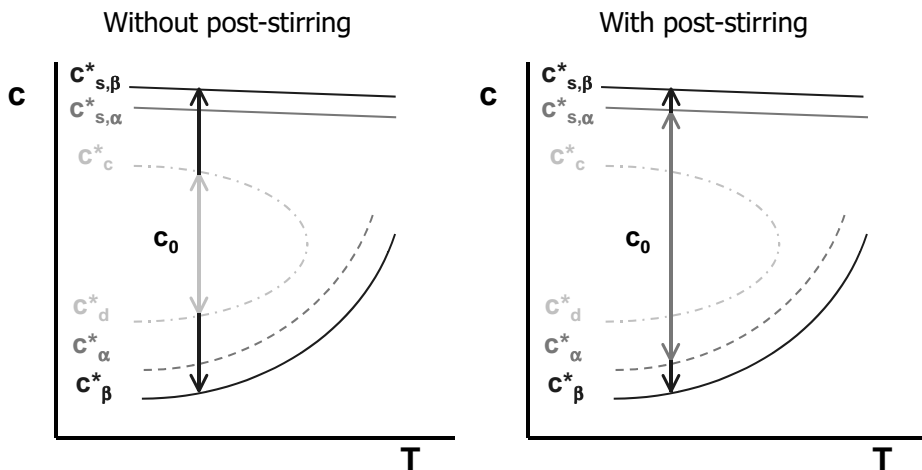 Without post-stirring
c
c*s,β
c*s,α
c*c
c0
c*d
c*α
c*β
T
With post-stirring
c
c*s,β
c*s,α
c*c
c0
c*d
c*α
c*β
T